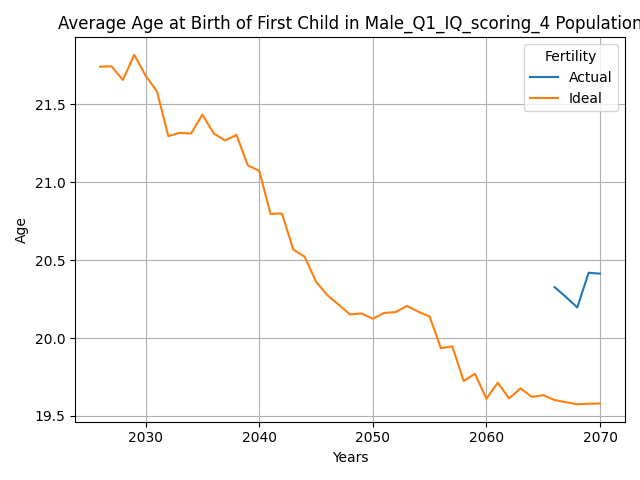 Average Age at Birth of First Child in Male_Q1_IQ_scoring_4 Population
Fertility
Actual
Ideal
21.5
21.0
20.5
20.0
19.5
Age
2030 2040 2050 2060 2070
Years